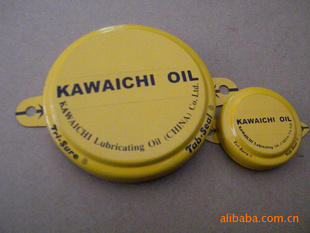 KAWAICHI OIL
KAWAICHI Lubricating Oil (CHINA) Co.Ltd.
Tri-Sure ®
Tab-Seal ®
KAWAICHI OIL
alibaba.com.cn